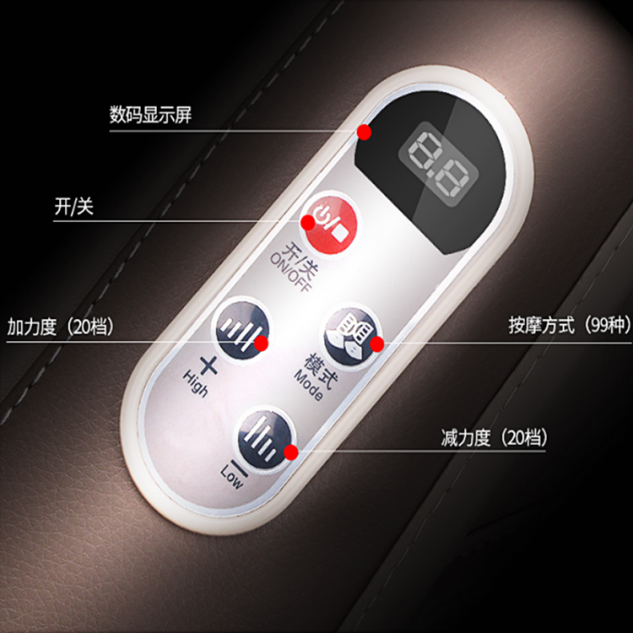 数码显示屏
8.8
开/关
开/关
ON/OFF
加力度（20档）
按摩方式（99种）
+
High
模式
Mode
减力度（20档）
−
Low